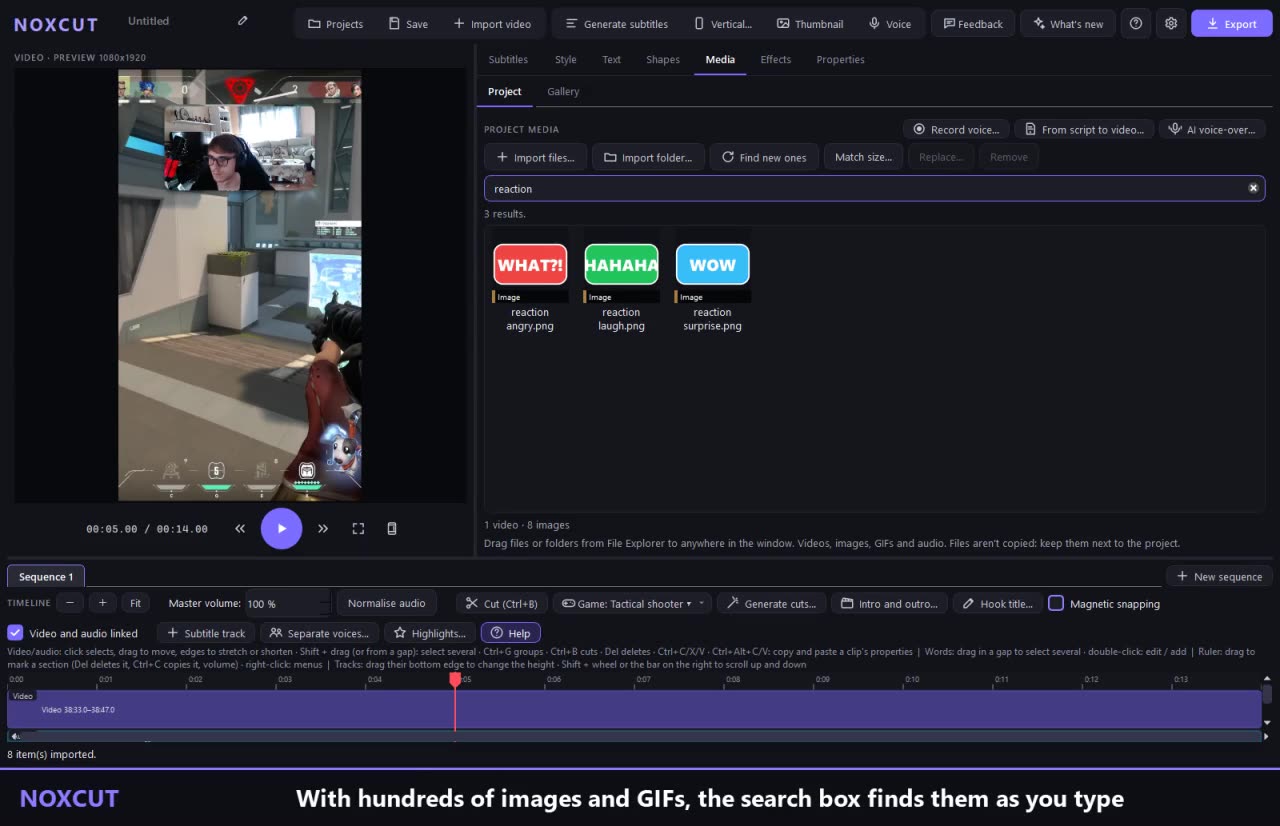 NOXCUT
Untitled
Projects
Save
Import video
Generate subtitles
Vertical...
Thumbnail
Voice
Feedback
What's new
Export
VIDEO · PREVIEW 1080x1920
Subtitles
Style
Text
Shapes
Media
Effects
Properties
Project
Gallery
PROJECT MEDIA
Record voice...
From script to video...
AI voice-over...
Import files...
Import folder...
Find new ones
Match size...
Replace...
Remove
reaction
3 results.
WHAT?!
HAHAHA
WOW
Image
Image
Image
reaction angry.png
reaction laugh.png
reaction surprise.png
1 video · 8 images
Drag files or folders from File Explorer to anywhere in the window. Videos, images, GIFs and audio. Files aren't copied: keep them next to the project.
00:05.00 / 00:14.00
Sequence 1
New sequence
TIMELINE
Fit
Master volume:
100 %
Normalise audio
Cut (Ctrl+B)
Game: Tactical shooter
Generate cuts...
Intro and outro...
Hook title...
Magnetic snapping
Video and audio linked
Subtitle track
Separate voices...
Highlights...
Help
Video/audio: click selects, drag to move, edges to stretch or shorten · Shift + drag (or from a gap): select several · Ctrl+G groups · Ctrl+B cuts · Del deletes · Ctrl+C/X/V · Ctrl+Alt+C/V: copy and paste a clip's properties | Words: drag in a gap to select several · double-click: edit / add | Ruler: drag to
mark a section (Del deletes it, Ctrl+C copies it, volume) · right-click: menus | Tracks: drag their bottom edge to change the height · Shift + wheel or the bar on the right to scroll up and down
0:00 0:01 0:02 0:03 0:04 0:05 0:06 0:07 0:08 0:09 0:10 0:11 0:12 0:13
Video
Video 38:33.0–38:47.0
8 item(s) imported.
NOXCUT
With hundreds of images and GIFs, the search box finds them as you type